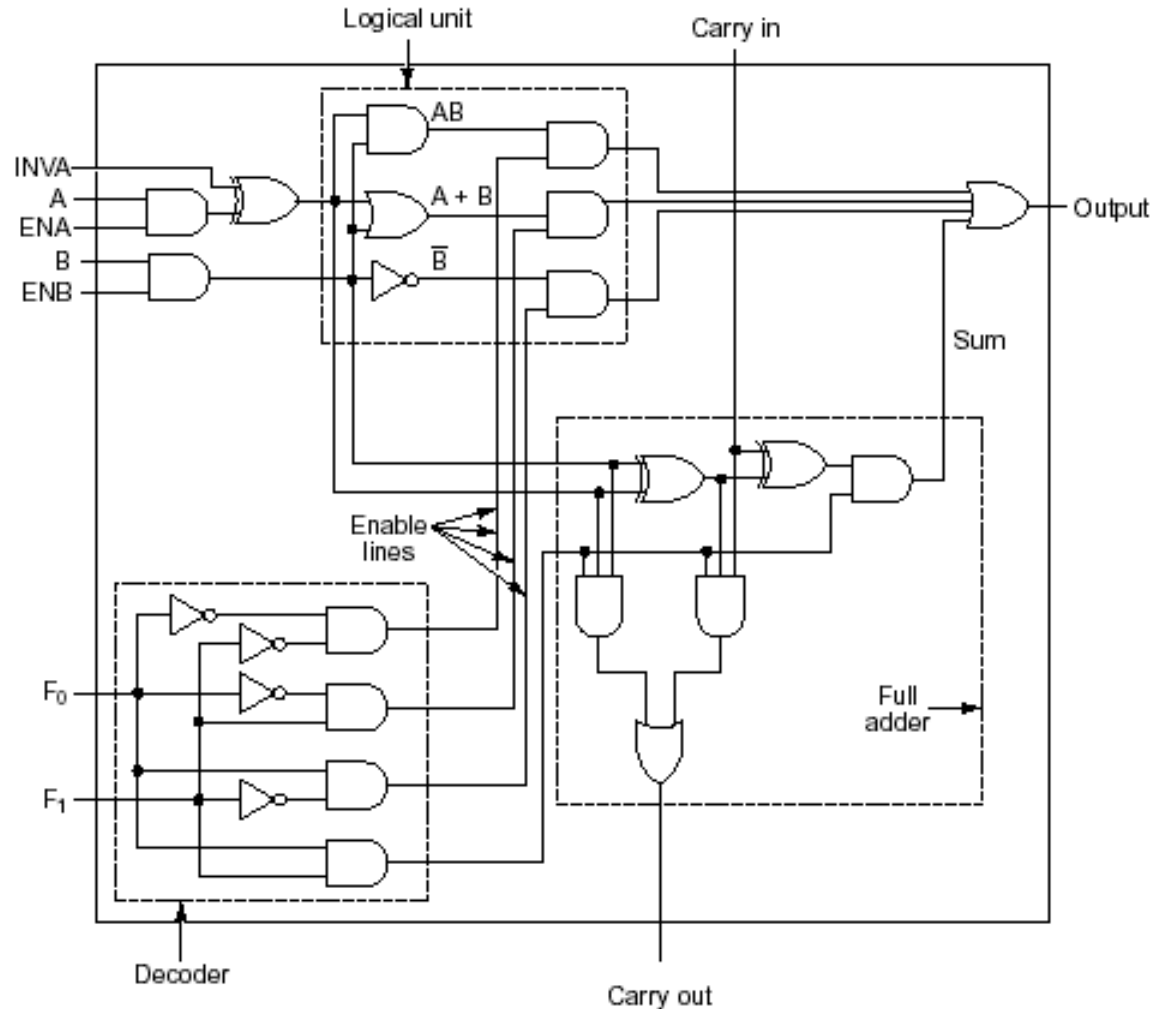 Logical unit
Carry in
AB
INVA
A
ENA
A + B
Output
B
B̅
ENB
Sum
Enable
lines
F₀
Full
adder
F₁
Decoder
Carry out